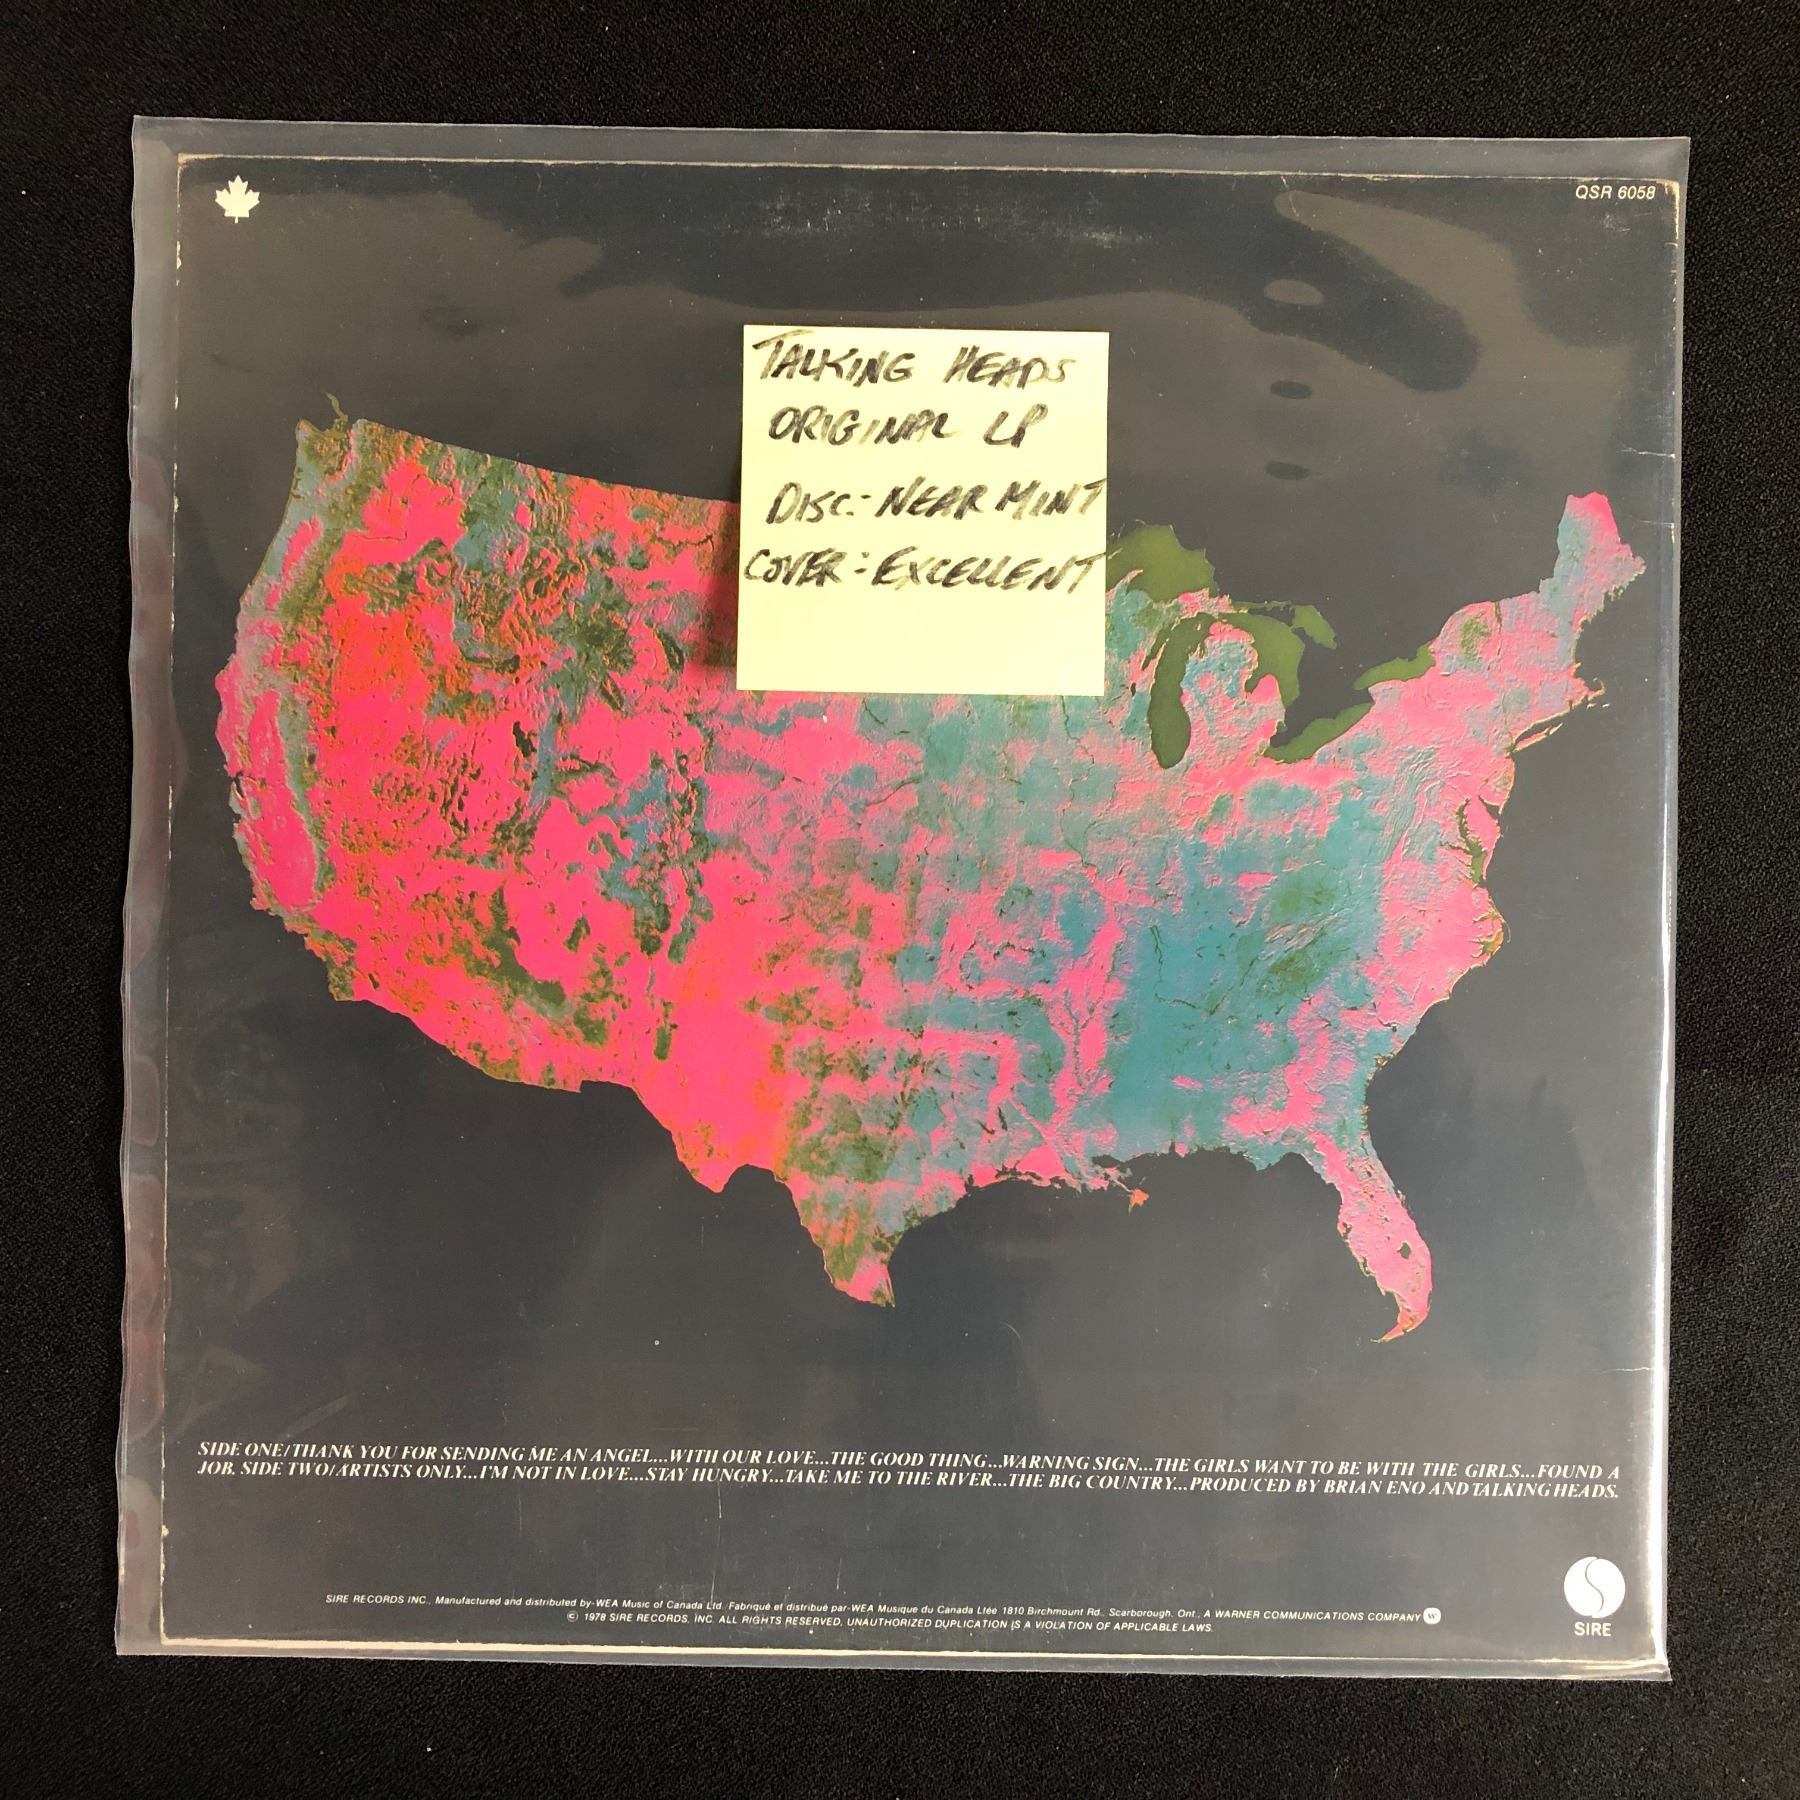 QSR 6058
TALKING HEADS
ORIGINAL LP
DISC: NEAR MINT
COVER: EXCELLENT
SIDE ONE/THANK YOU FOR SENDING ME AN ANGEL...WITH OUR LOVE...THE GOOD THING...WARNING SIGN...THE GIRLS WANT TO BE WITH THE GIRLS...FOUND A
JOB. SIDE TWO/ARTISTS ONLY...I'M NOT IN LOVE...STAY HUNGRY...TAKE ME TO THE RIVER...THE BIG COUNTRY...PRODUCED BY BRIAN ENO AND TALKING HEADS.
SIRE RECORDS INC., Manufactured and distributed by-WEA Music of Canada Ltd./Fabriqué et distribué par-WEA Musique du Canada Ltée 1810 Birchmount Rd., Scarborough, Ont., A WARNER COMMUNICATIONS COMPANY W
© 1978 SIRE RECORDS, INC. ALL RIGHTS RESERVED. UNAUTHORIZED DUPLICATION IS A VIOLATION OF APPLICABLE LAWS.
SIRE